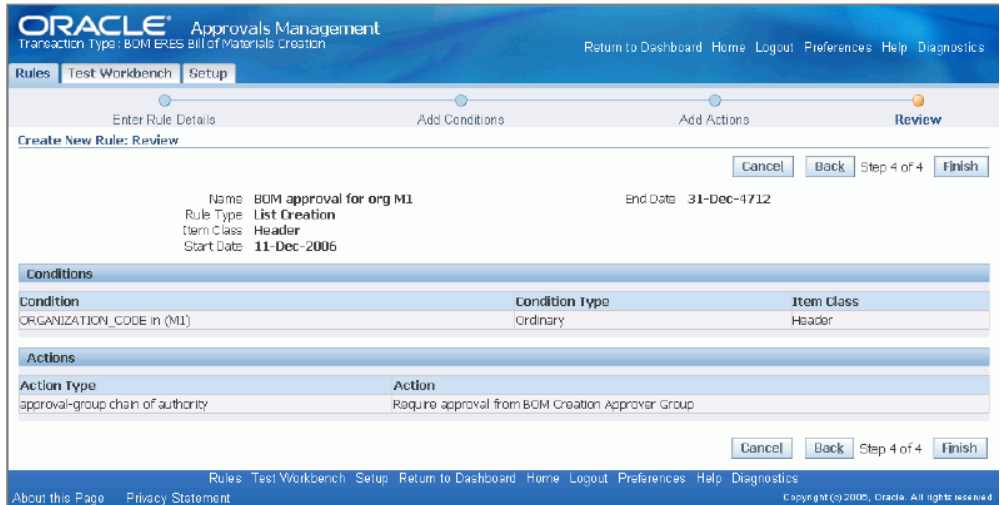 ORACLE® Approvals Management
Transaction Type: BOM ERES Bill of Materials Creation
Return to Dashboard Home Logout Preferences Help Diagnostics
Rules Test Workbench Setup
Enter Rule Details Add Conditions Add Actions Review
Create New Rule: Review
Cancel Back Step 4 of 4 Finish
Name BOM approval for org M1 End Date 31-Dec-4712
Rule Type List Creation
Item Class Header
Start Date 11-Dec-2006
Conditions
Condition Condition Type Item Class
ORGANIZATION_CODE in (M1) Ordinary Header
Actions
Action Type Action
approval-group chain of authority Require approval from BOM Creation Approver Group
Cancel Back Step 4 of 4 Finish
Rules Test Workbench Setup Return to Dashboard Home Logout Preferences Help Diagnostics
About this Page Privacy Statement Copyright (c) 2005, Oracle. All rights reserved.